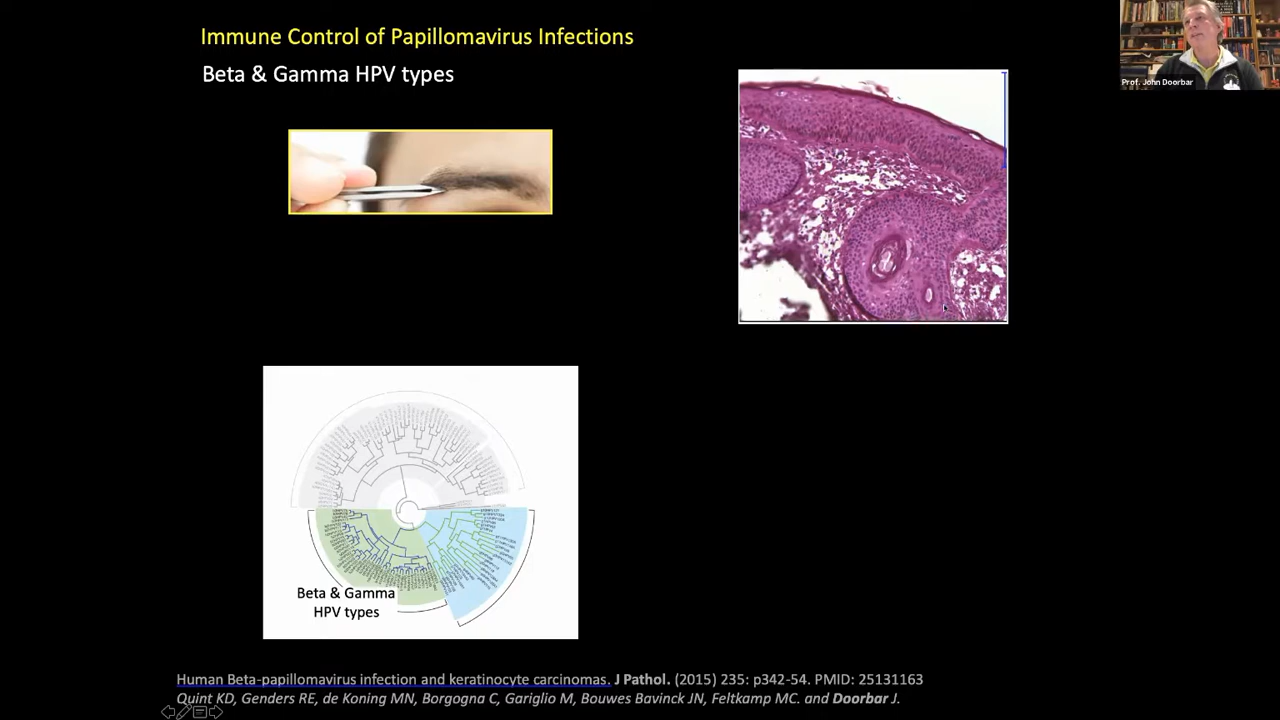 Immune Control of Papillomavirus Infections
Beta & Gamma HPV types
Prof. John Doorbar
Beta & Gamma
HPV types
Human Beta-papillomavirus infection and keratinocyte carcinomas. J Pathol. (2015) 235: p342-54. PMID: 25131163
Quint KD, Genders RE, de Koning MN, Borgogna C, Gariglio M, Bouwes Bavinck JN, Feltkamp MC. and Doorbar J.